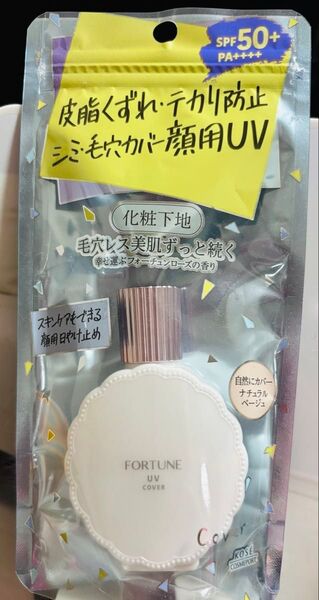 SPF50+
PA++++
皮脂くずれ・テカリ防止
シミ・毛穴カバー顔用UV
化粧下地
毛穴レス美肌ずっと続く
幸せ運ぶフォーチュンローズの香り
スキンケアもできる
顔用日やけ止め
自然にカバー
ナチュラル
ベージュ
FORTUNE
UV
COVER
Cover
KOSÉ
COSMEPORT